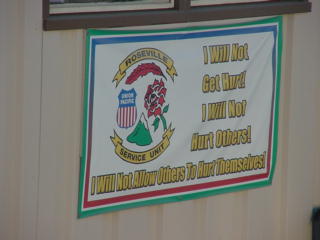 ROSEVILLE
UNION
PACIFIC
SERVICE UNIT
I Will Not
Get Hurt!
I Will Not
Hurt Others!
I Will Not Allow Others To Hurt Themselves!